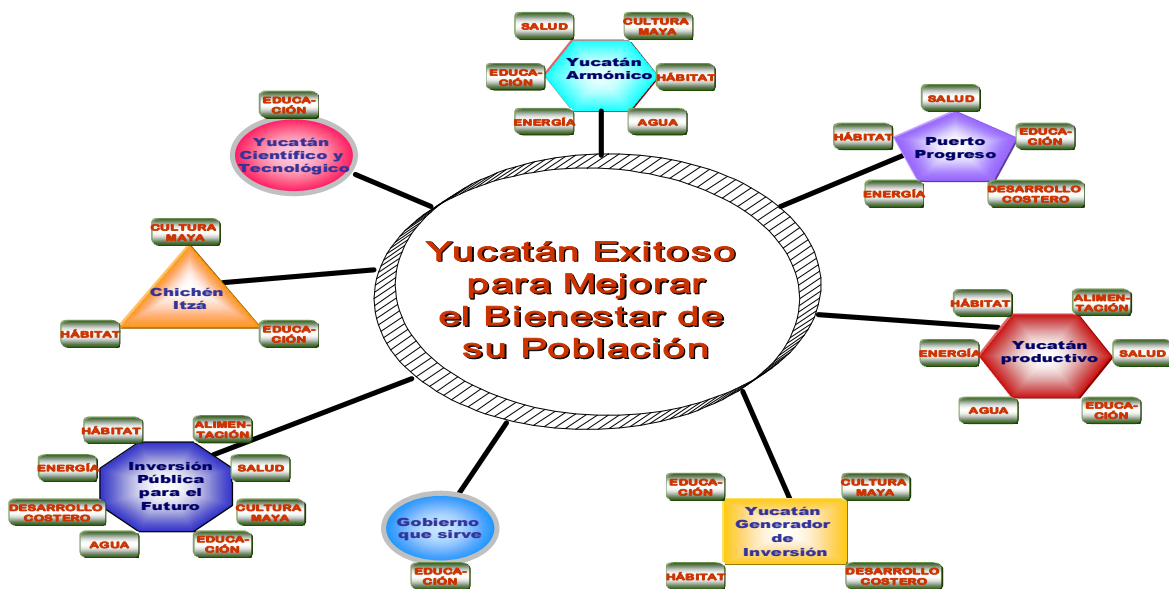 Yucatán Exitoso
para Mejorar
el Bienestar de
su Población
SALUD
CULTURA
MAYA
EDUCA-
CIÓN
Yucatán
Armónico
HÁBITAT
ENERGÍA
AGUA
SALUD
HÁBITAT
Puerto
Progreso
EDUCA-
CIÓN
ENERGÍA
DESARROLLO
COSTERO
HÁBITAT
ALIMEN-
TACIÓN
ENERGÍA
Yucatán
productivo
SALUD
AGUA
EDUCA-
CIÓN
EDUCA-
CIÓN
CULTURA
MAYA
Yucatán
Generador
de
Inversión
HÁBITAT
DESARROLLO
COSTERO
Gobierno
que sirve
EDUCA-
CIÓN
HÁBITAT
ALIMEN-
TACIÓN
ENERGÍA
Inversión
Pública
para el
Futuro
SALUD
DESARROLLO
COSTERO
CULTURA
MAYA
AGUA
EDUCA-
CIÓN
CULTURA
MAYA
Chichén
Itzá
HÁBITAT
EDUCA-
CIÓN
EDUCA-
CIÓN
Yucatán
Científico y
Tecnológico